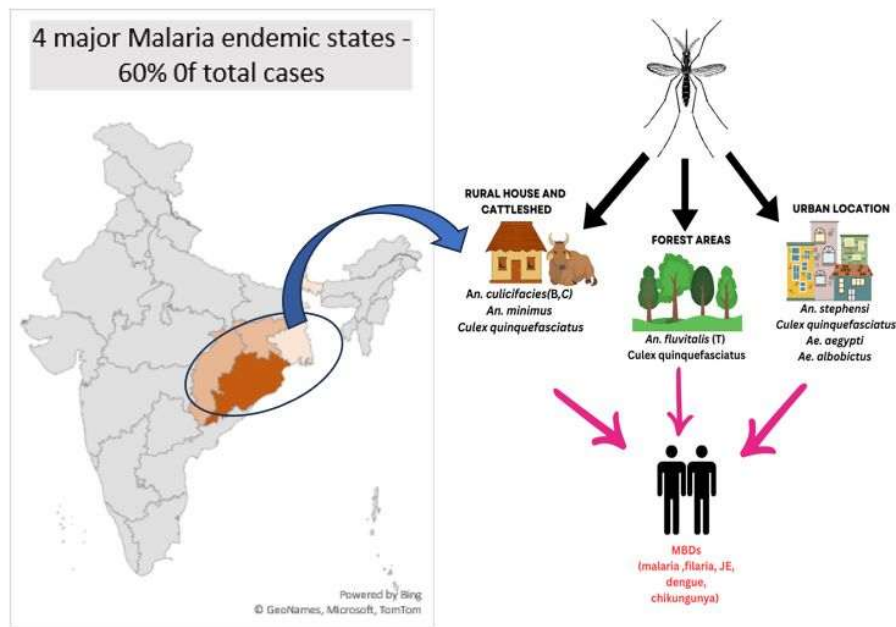 4 major Malaria endemic states -
60% 0f total cases
Powered by Bing
© GeoNames, Microsoft, TomTom
RURAL HOUSE AND
CATTLESHED
An. culicifacies(B,C)
An. minimus
Culex quinquefasciatus
FOREST AREAS
An. fluvitalis (T)
Culex quinquefasciatus
URBAN LOCATION
An. stephensi
Culex quinquefasciatus
Ae. aegypti
Ae. albobictus
MBDs
(malaria ,filaria, JE,
dengue,
chikungunya)